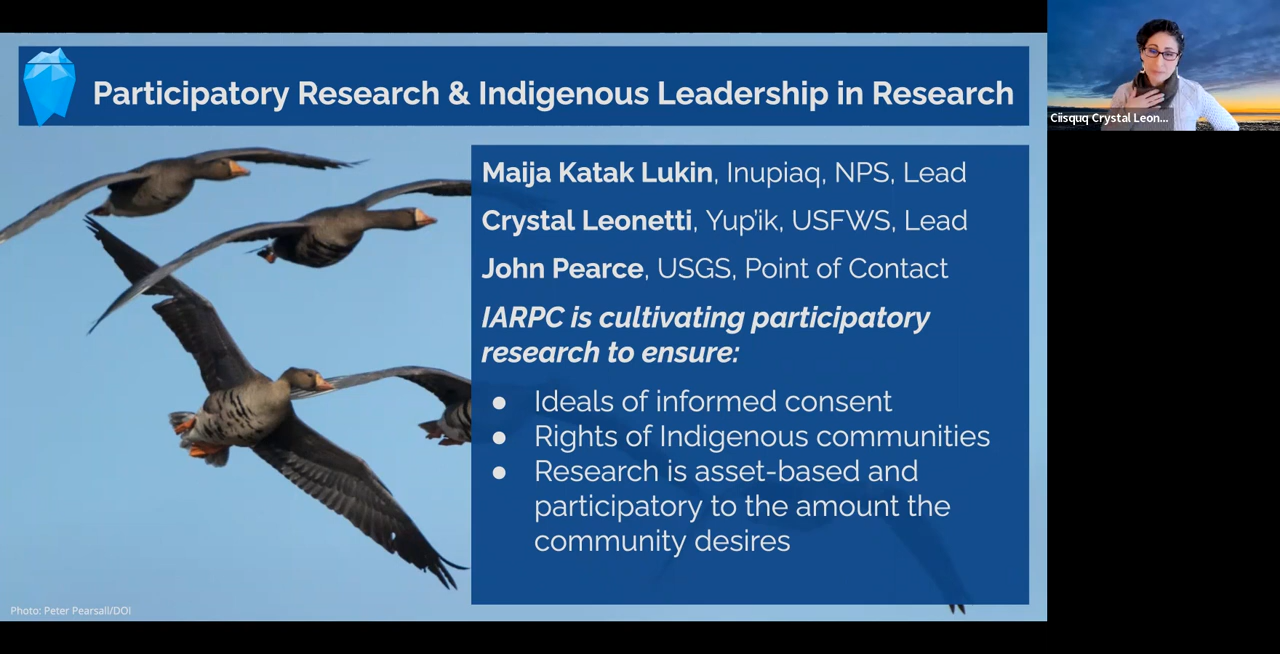 Participatory Research & Indigenous Leadership in Research
Ciisquq Crystal Leon...
Maija Katak Lukin, Inupiaq, NPS, Lead
Crystal Leonetti, Yup'ik, USFWS, Lead
John Pearce, USGS, Point of Contact
IARPC is cultivating participatory
research to ensure:
● Ideals of informed consent
● Rights of Indigenous communities
● Research is asset-based and
participatory to the amount the
community desires
Photo: Peter Pearsall/DOI